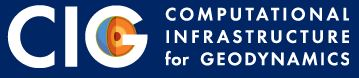 CIG
COMPUTATIONAL
INFRASTRUCTURE
for GEODYNAMICS